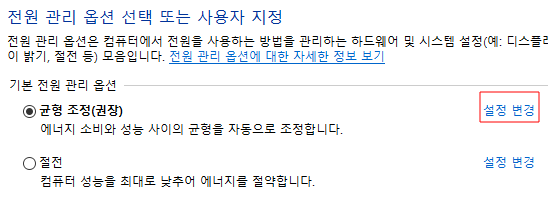 전원 관리 옵션 선택 또는 사용자 지정
전원 관리 옵션은 컴퓨터에서 전원을 사용하는 방법을 관리하는 하드웨어 및 시스템 설정(예: 디스플레
이 밝기, 절전 등) 모음입니다. 전원 관리 옵션에 대한 자세한 정보 보기
기본 전원 관리 옵션
균형 조정(권장) 설정 변경
에너지 소비와 성능 사이의 균형을 자동으로 조정합니다.
절전 설정 변경
컴퓨터 성능을 최대로 낮추어 에너지를 절약합니다.